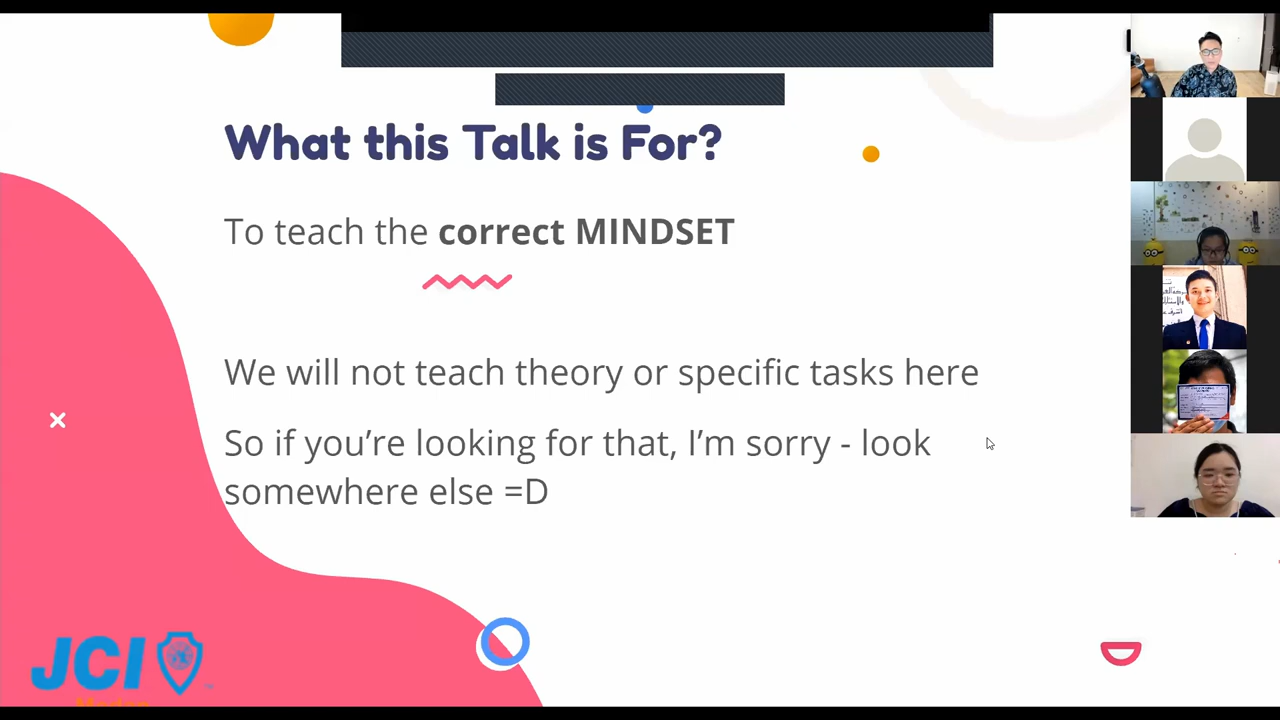 What this Talk is For?
To teach the correct MINDSET
We will not teach theory or specific tasks here
So if you’re looking for that, I’m sorry - look
somewhere else =D
JCI